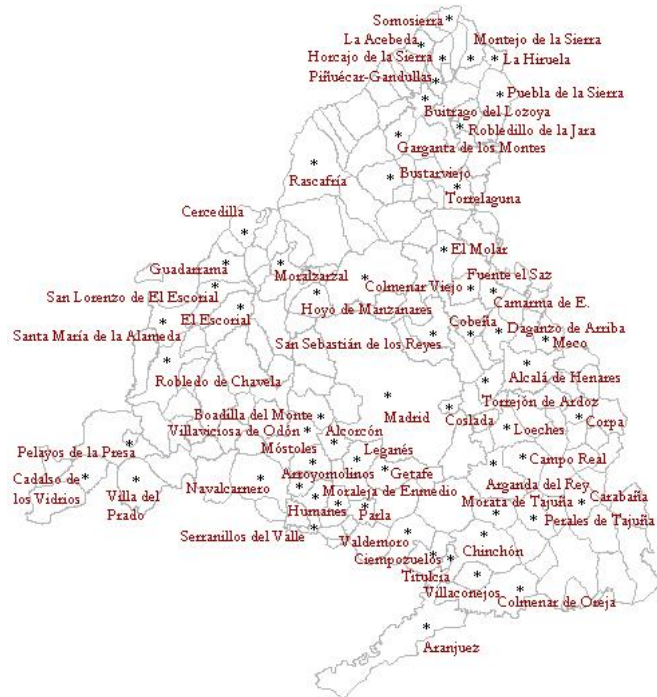 Somosierra
La Acebeda
Montejo de la Sierra
Horcajo de la Sierra
La Hiruela
Piñuécar-Gandullas
Puebla de la Sierra
Buitrago del Lozoya
Robledillo de la Jara
Garganta de los Montes
Rascafría
Bustarviejo
Torrelaguna
Cercedilla
El Molar
Guadarrama
Moralzarzal
Fuente el Saz
Colmenar Viejo
San Lorenzo de El Escorial
Camarma de E.
Hoyo de Manzanares
El Escorial
Cobeña
Daganzo de Arriba
Santa María de la Alameda
San Sebastián de los Reyes
Meco
Robledo de Chavela
Alcalá de Henares
Torrejón de Ardoz
Boadilla del Monte
Madrid
Coslada
Corpa
Villaviciosa de Odón
Alcorcón
Loeches
Pelayos de la Presa
Móstoles
Leganés
Campo Real
Arroyomolinos
Getafe
Cadalso de
los Vidrios
Villa del
Prado
Navalcarnero
Arganda del Rey
Moraleja de Enmedio
Carabaña
Morata de Tajuña
Humanes
Parla
Perales de Tajuña
Serranillos del Valle
Valdemoro
Chinchón
Ciempozuelos
Titulcia
Villaconejos
Colmenar de Oreja
Aranjuez